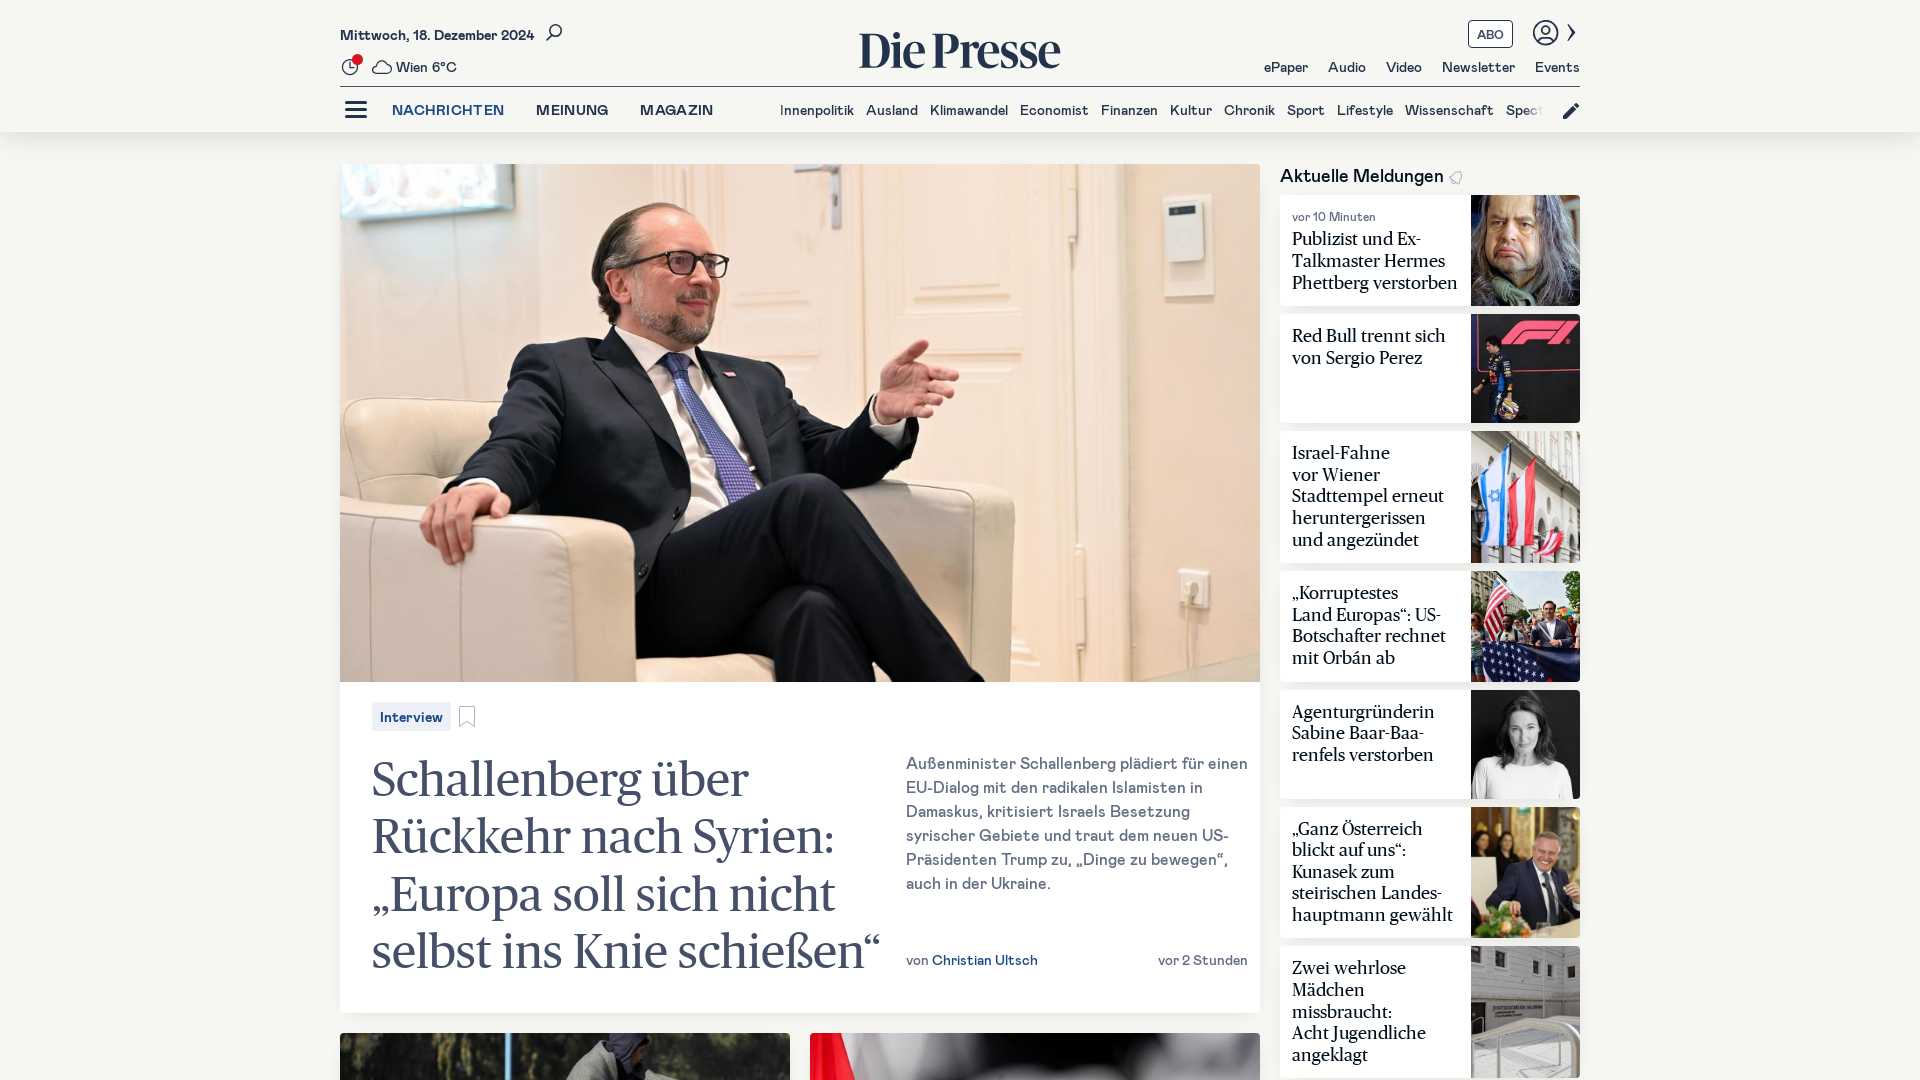 Mittwoch, 18. Dezember 2024
Wien 6°C
Die Presse
ABO
ePaper Audio Video Newsletter Events
NACHRICHTEN MEINUNG MAGAZIN
Innenpolitik Ausland Klimawandel Economist Finanzen Kultur Chronik Sport Lifestyle Wissenschaft Spect
Interview
Schallenberg über
Rückkehr nach Syrien:
„Europa soll sich nicht
selbst ins Knie schießen“
Außenminister Schallenberg plädiert für einen
EU-Dialog mit den radikalen Islamisten in
Damaskus, kritisiert Israels Besetzung
syrischer Gebiete und traut dem neuen US-
Präsidenten Trump zu, „Dinge zu bewegen“,
auch in der Ukraine.
von Christian Ultsch
vor 2 Stunden
Aktuelle Meldungen
vor 10 Minuten
Publizist und Ex-
Talkmaster Hermes
Phettberg verstorben
Red Bull trennt sich
von Sergio Perez
Israel-Fahne
vor Wiener
Stadttempel erneut
heruntergerissen
und angezündet
„Korruptestes
Land Europas“: US-
Botschafter rechnet
mit Orbán ab
Agenturgründerin
Sabine Baar-Baa-
renfels verstorben
„Ganz Österreich
blickt auf uns“:
Kunasek zum
steirischen Landes-
hauptmann gewählt
Zwei wehrlose
Mädchen
missbraucht:
Acht Jugendliche
angeklagt